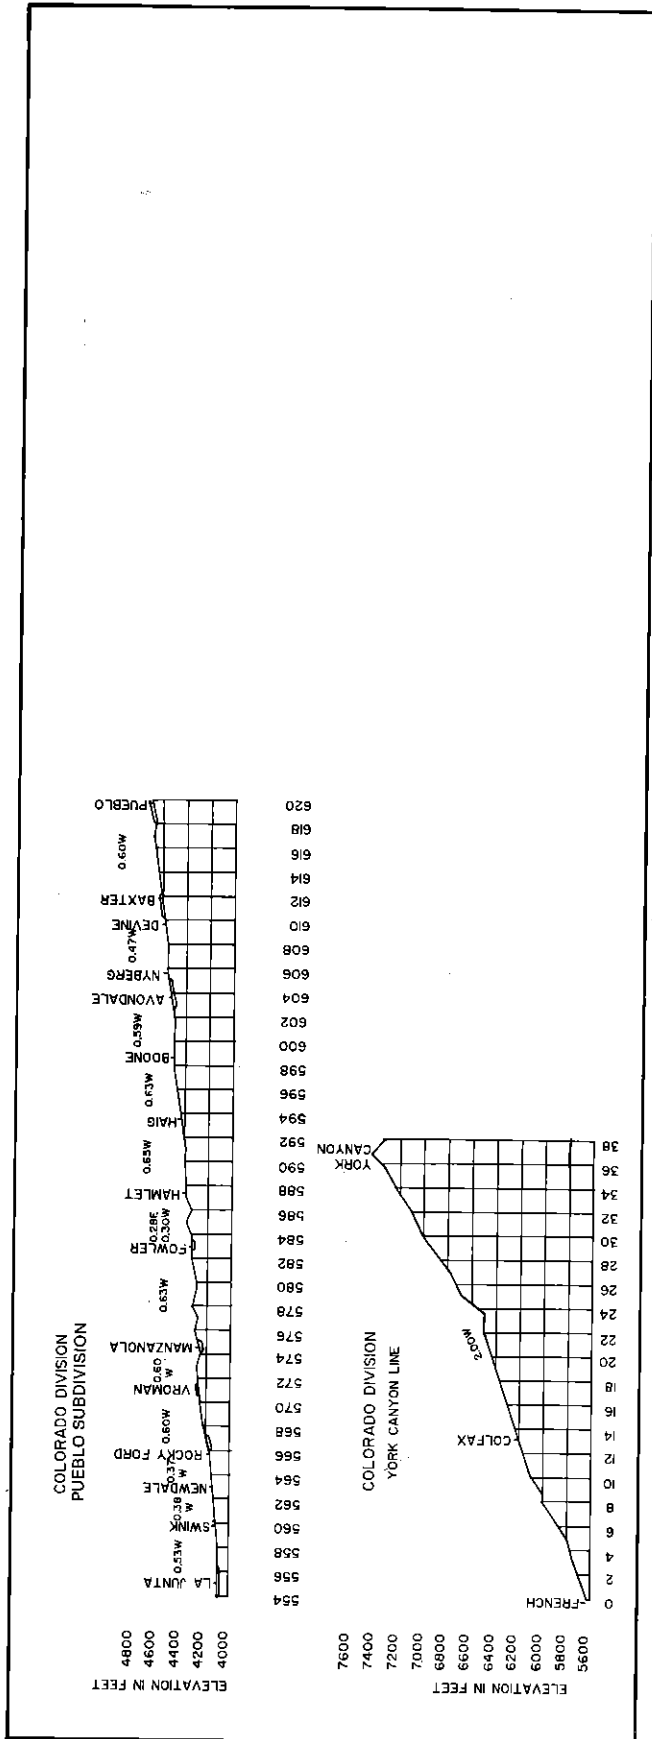 COLORADO DIVISION
PUEBLO SUBDIVISION
ELEVATION IN FEET
4800
4600
4400
4200
4000
LA JUNTA
SWINK
NEWDALE
ROCKY FORD
VROMAN
MANZANOLA
FOWLER
HAMLET
HAIG
BOONE
AVONDALE
NYBERG
DEVINE
BAXTER
PUEBLO
0.53W
0.38
W
0.37
W
0.60W
0.60
W
0.63W
0.28E
0.30W
0.65W
0.63W
0.59W
0.47W
0.60W
554
556
558
560
562
564
566
568
570
572
574
576
578
580
582
584
586
588
590
592
594
596
598
600
602
604
606
608
610
612
614
616
618
620
COLORADO DIVISION
YORK CANYON LINE
ELEVATION IN FEET
7600
7400
7200
7000
6800
6600
6400
6200
6000
5800
5600
FRENCH
COLFAX
YORK
CANYON
2.00W
0
2
4
6
8
10
12
14
16
18
20
22
24
26
28
30
32
34
36
38